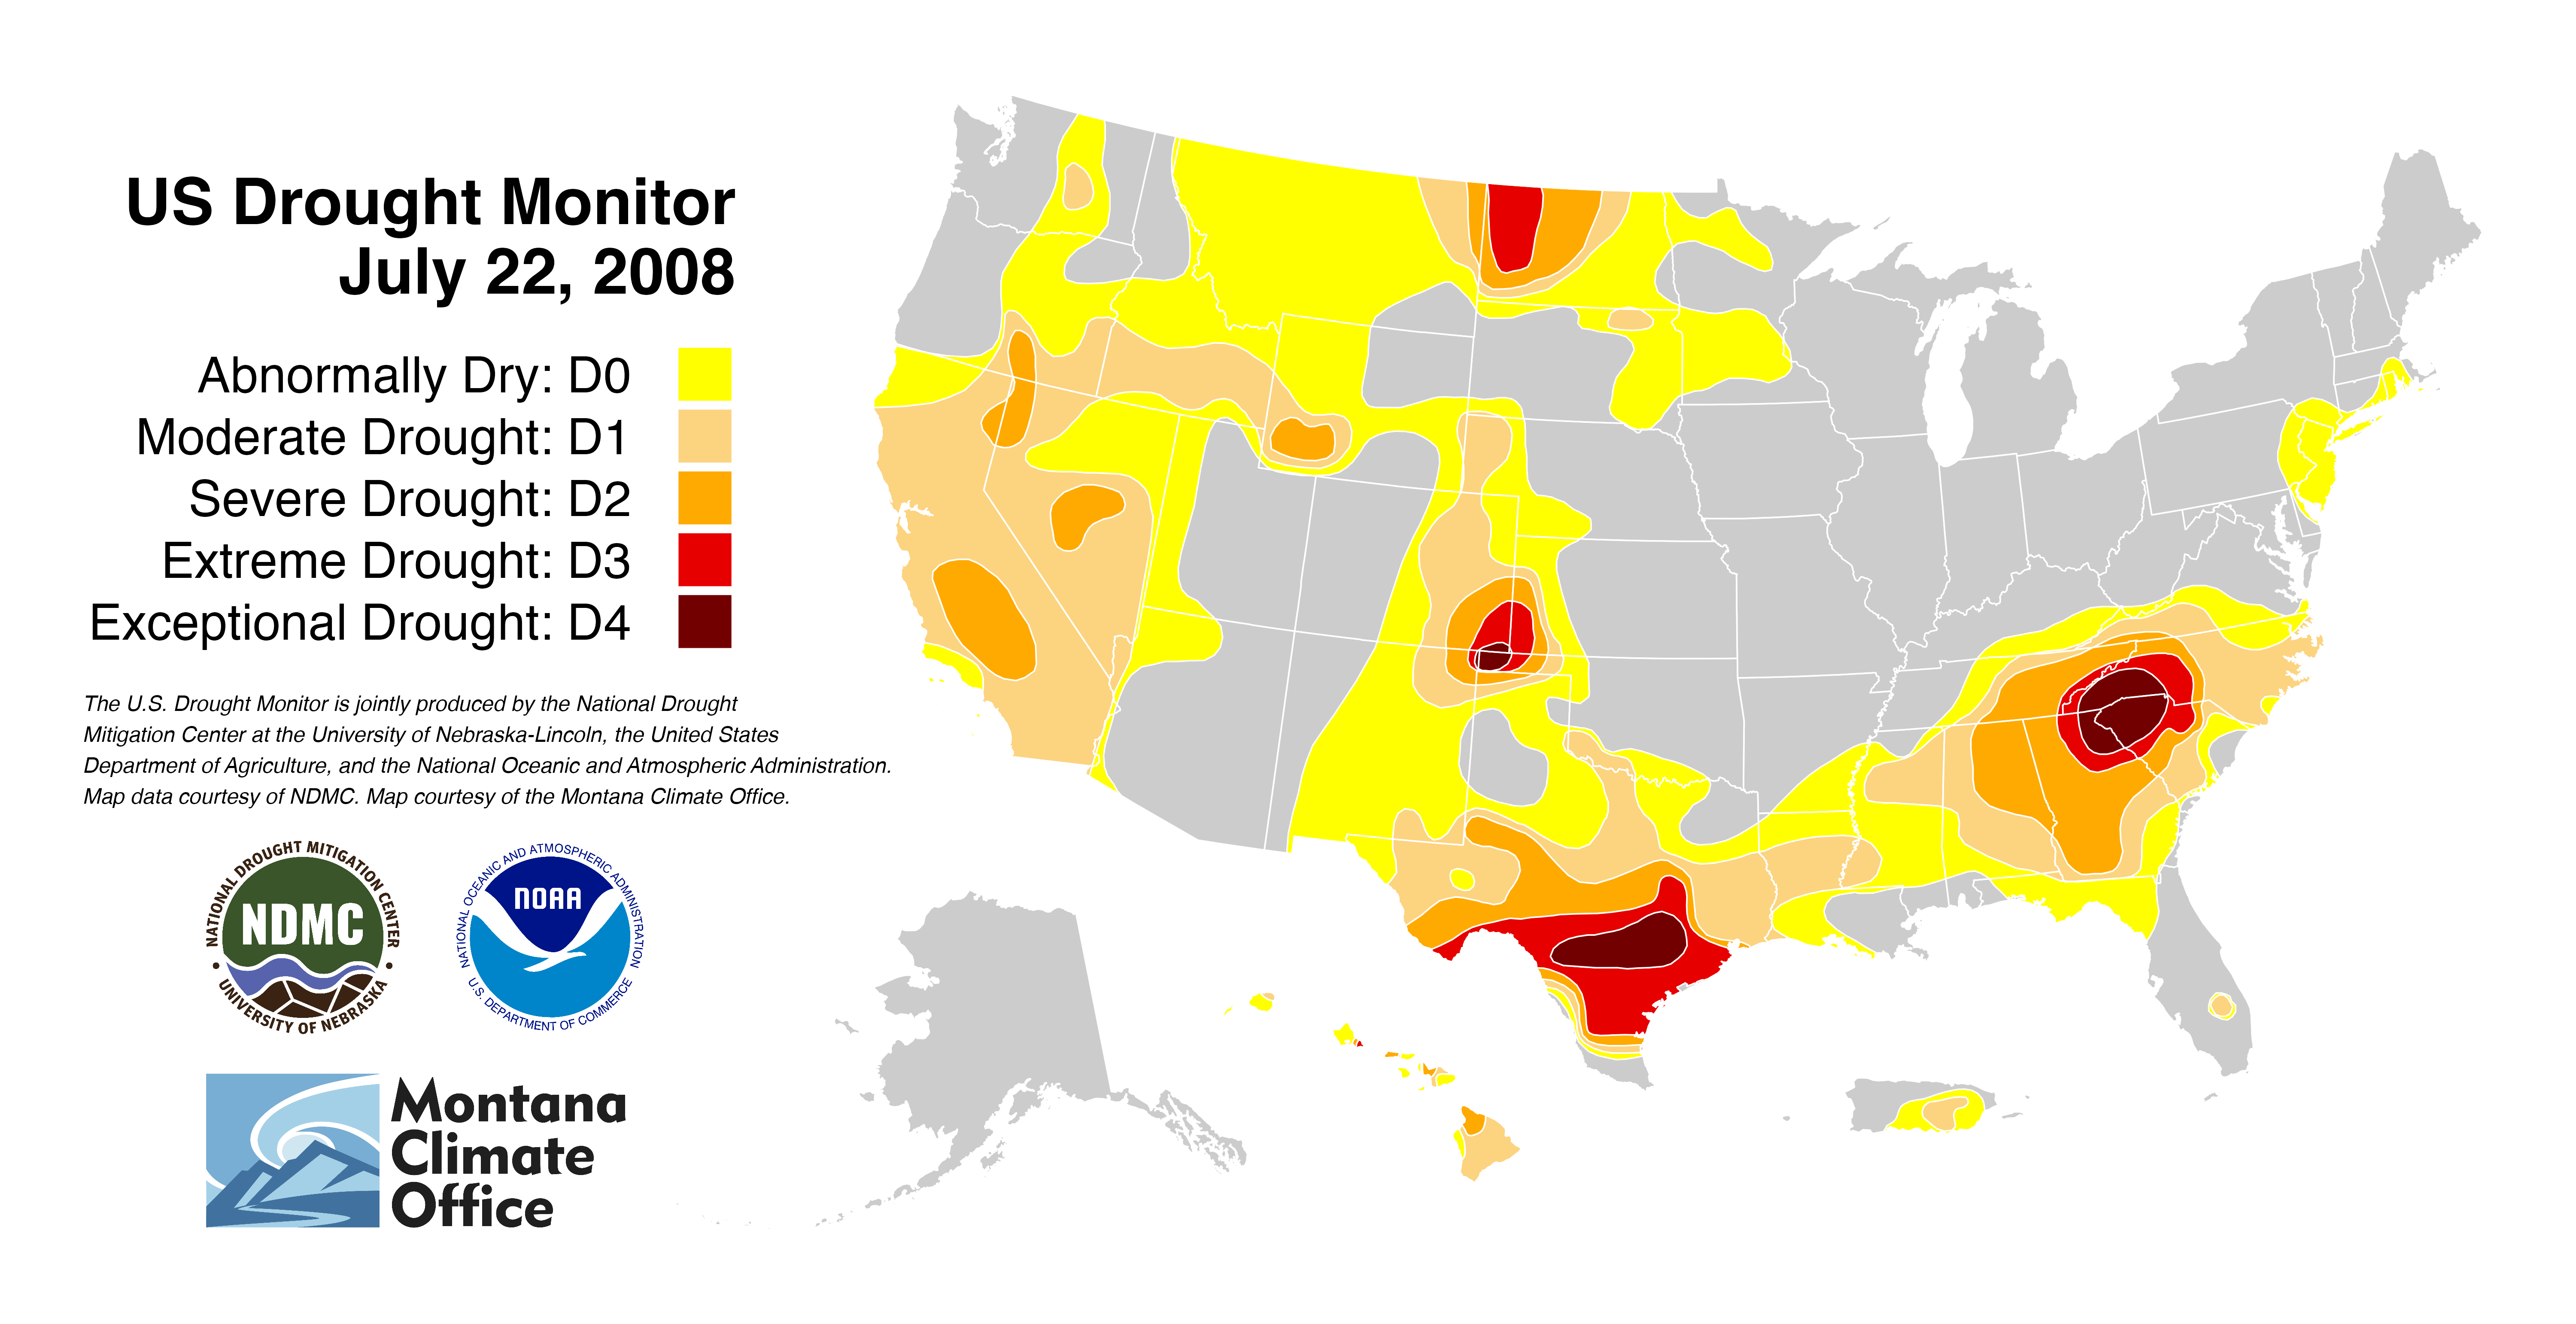 US Drought Monitor
July 22, 2008
Abnormally Dry: D0
Moderate Drought: D1
Severe Drought: D2
Extreme Drought: D3
Exceptional Drought: D4
The U.S. Drought Monitor is jointly produced by the National Drought
Mitigation Center at the University of Nebraska-Lincoln, the United States
Department of Agriculture, and the National Oceanic and Atmospheric Administration.
Map data courtesy of NDMC. Map courtesy of the Montana Climate Office.
NATIONAL DROUGHT MITIGATION CENTER
NDMC
• UNIVERSITY OF NEBRASKA •
NATIONAL OCEANIC AND ATMOSPHERIC ADMINISTRATION
NOAA
U.S. DEPARTMENT OF COMMERCE
Montana
Climate
Office